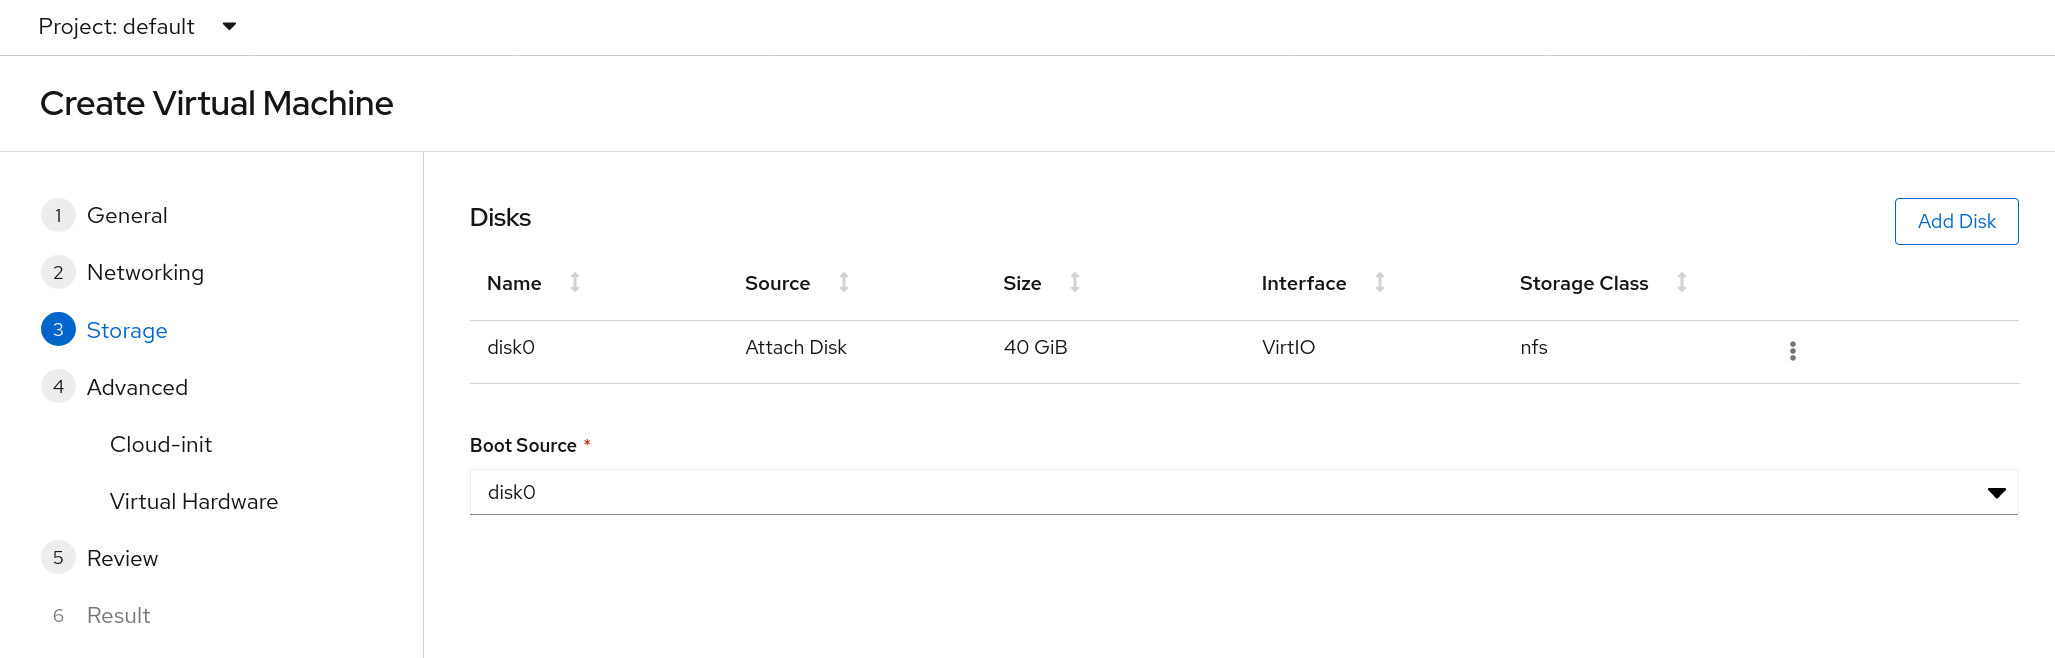 Project: default
Create Virtual Machine
1 General
2 Networking
3 Storage
4 Advanced
Cloud-init
Virtual Hardware
5 Review
6 Result
Disks
Add Disk
Name Source Size Interface Storage Class
disk0 Attach Disk 40 GiB VirtIO nfs
Boot Source *
disk0